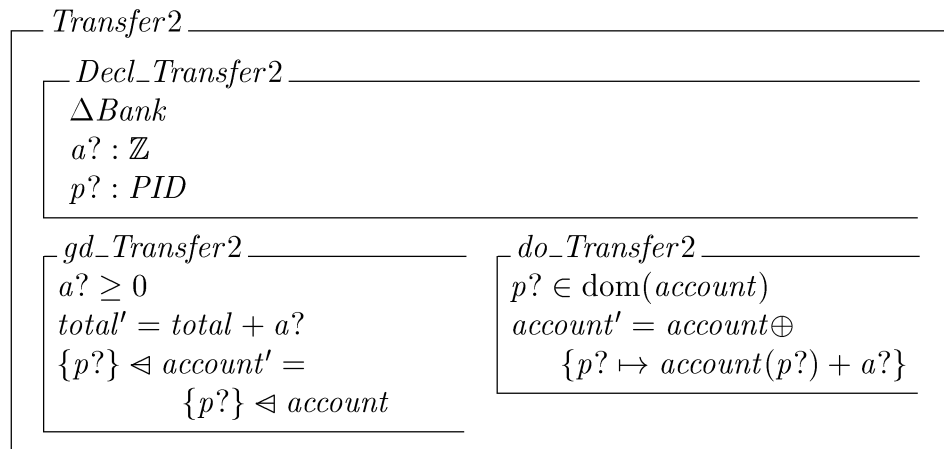 Transfer2
Decl_Transfer2
ΔBank
a? : ℤ
p? : PID
gd_Transfer2
a? ≥ 0
total′ = total + a?
{p?} ⩤ account′ =
{p?} ⩤ account
do_Transfer2
p? ∈ dom(account)
account′ = account⊕
{p? ↦ account(p?) + a?}